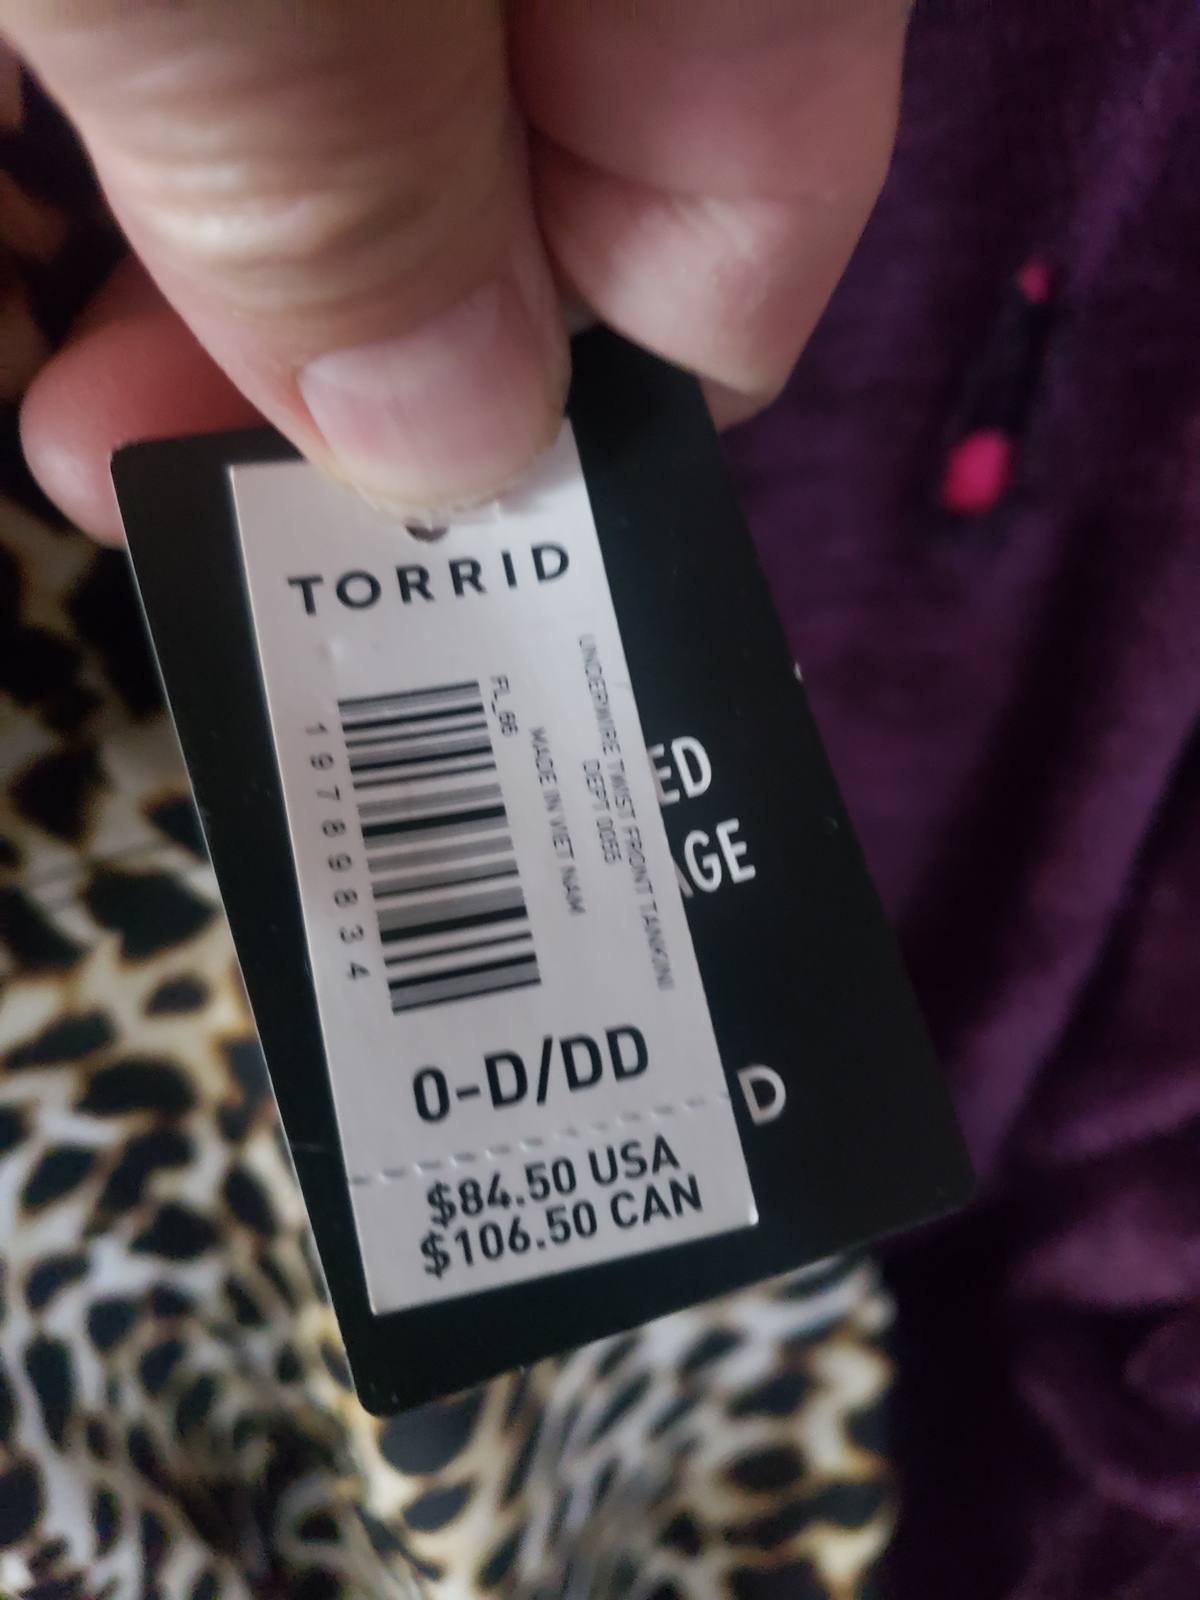 TORRID
UNDERWIRE TWIST FRONT TANKINI
DEPT 0065
MADE IN VIET NAM
FL_66
19789834
0-D/DD
$84.50 USA
$106.50 CAN
ED
AGE
D